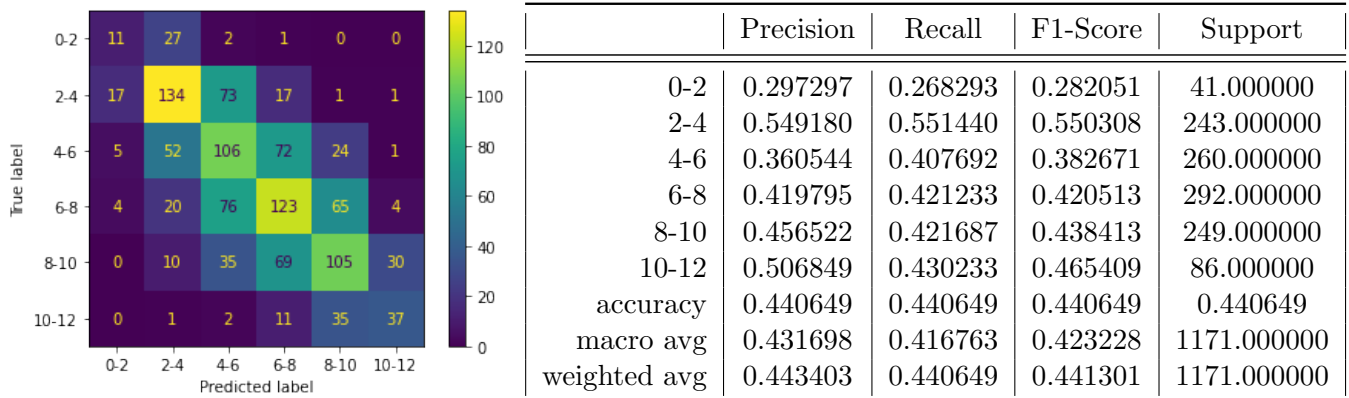 0-2 11 27 2 1 0 0
2-4 17 134 73 17 1 1
4-6 5 52 106 72 24 1
6-8 4 20 76 123 65 4
8-10 0 10 35 69 105 30
10-12 0 1 2 11 35 37
0-2 2-4 4-6 6-8 8-10 10-12
Predicted label
True label
120
100
80
60
40
20
0
Precision Recall F1-Score Support
0-2 0.297297 0.268293 0.282051 41.000000
2-4 0.549180 0.551440 0.550308 243.000000
4-6 0.360544 0.407692 0.382671 260.000000
6-8 0.419795 0.421233 0.420513 292.000000
8-10 0.456522 0.421687 0.438413 249.000000
10-12 0.506849 0.430233 0.465409 86.000000
accuracy 0.440649 0.440649 0.440649 0.440649
macro avg 0.431698 0.416763 0.423228 1171.000000
weighted avg 0.443403 0.440649 0.441301 1171.000000